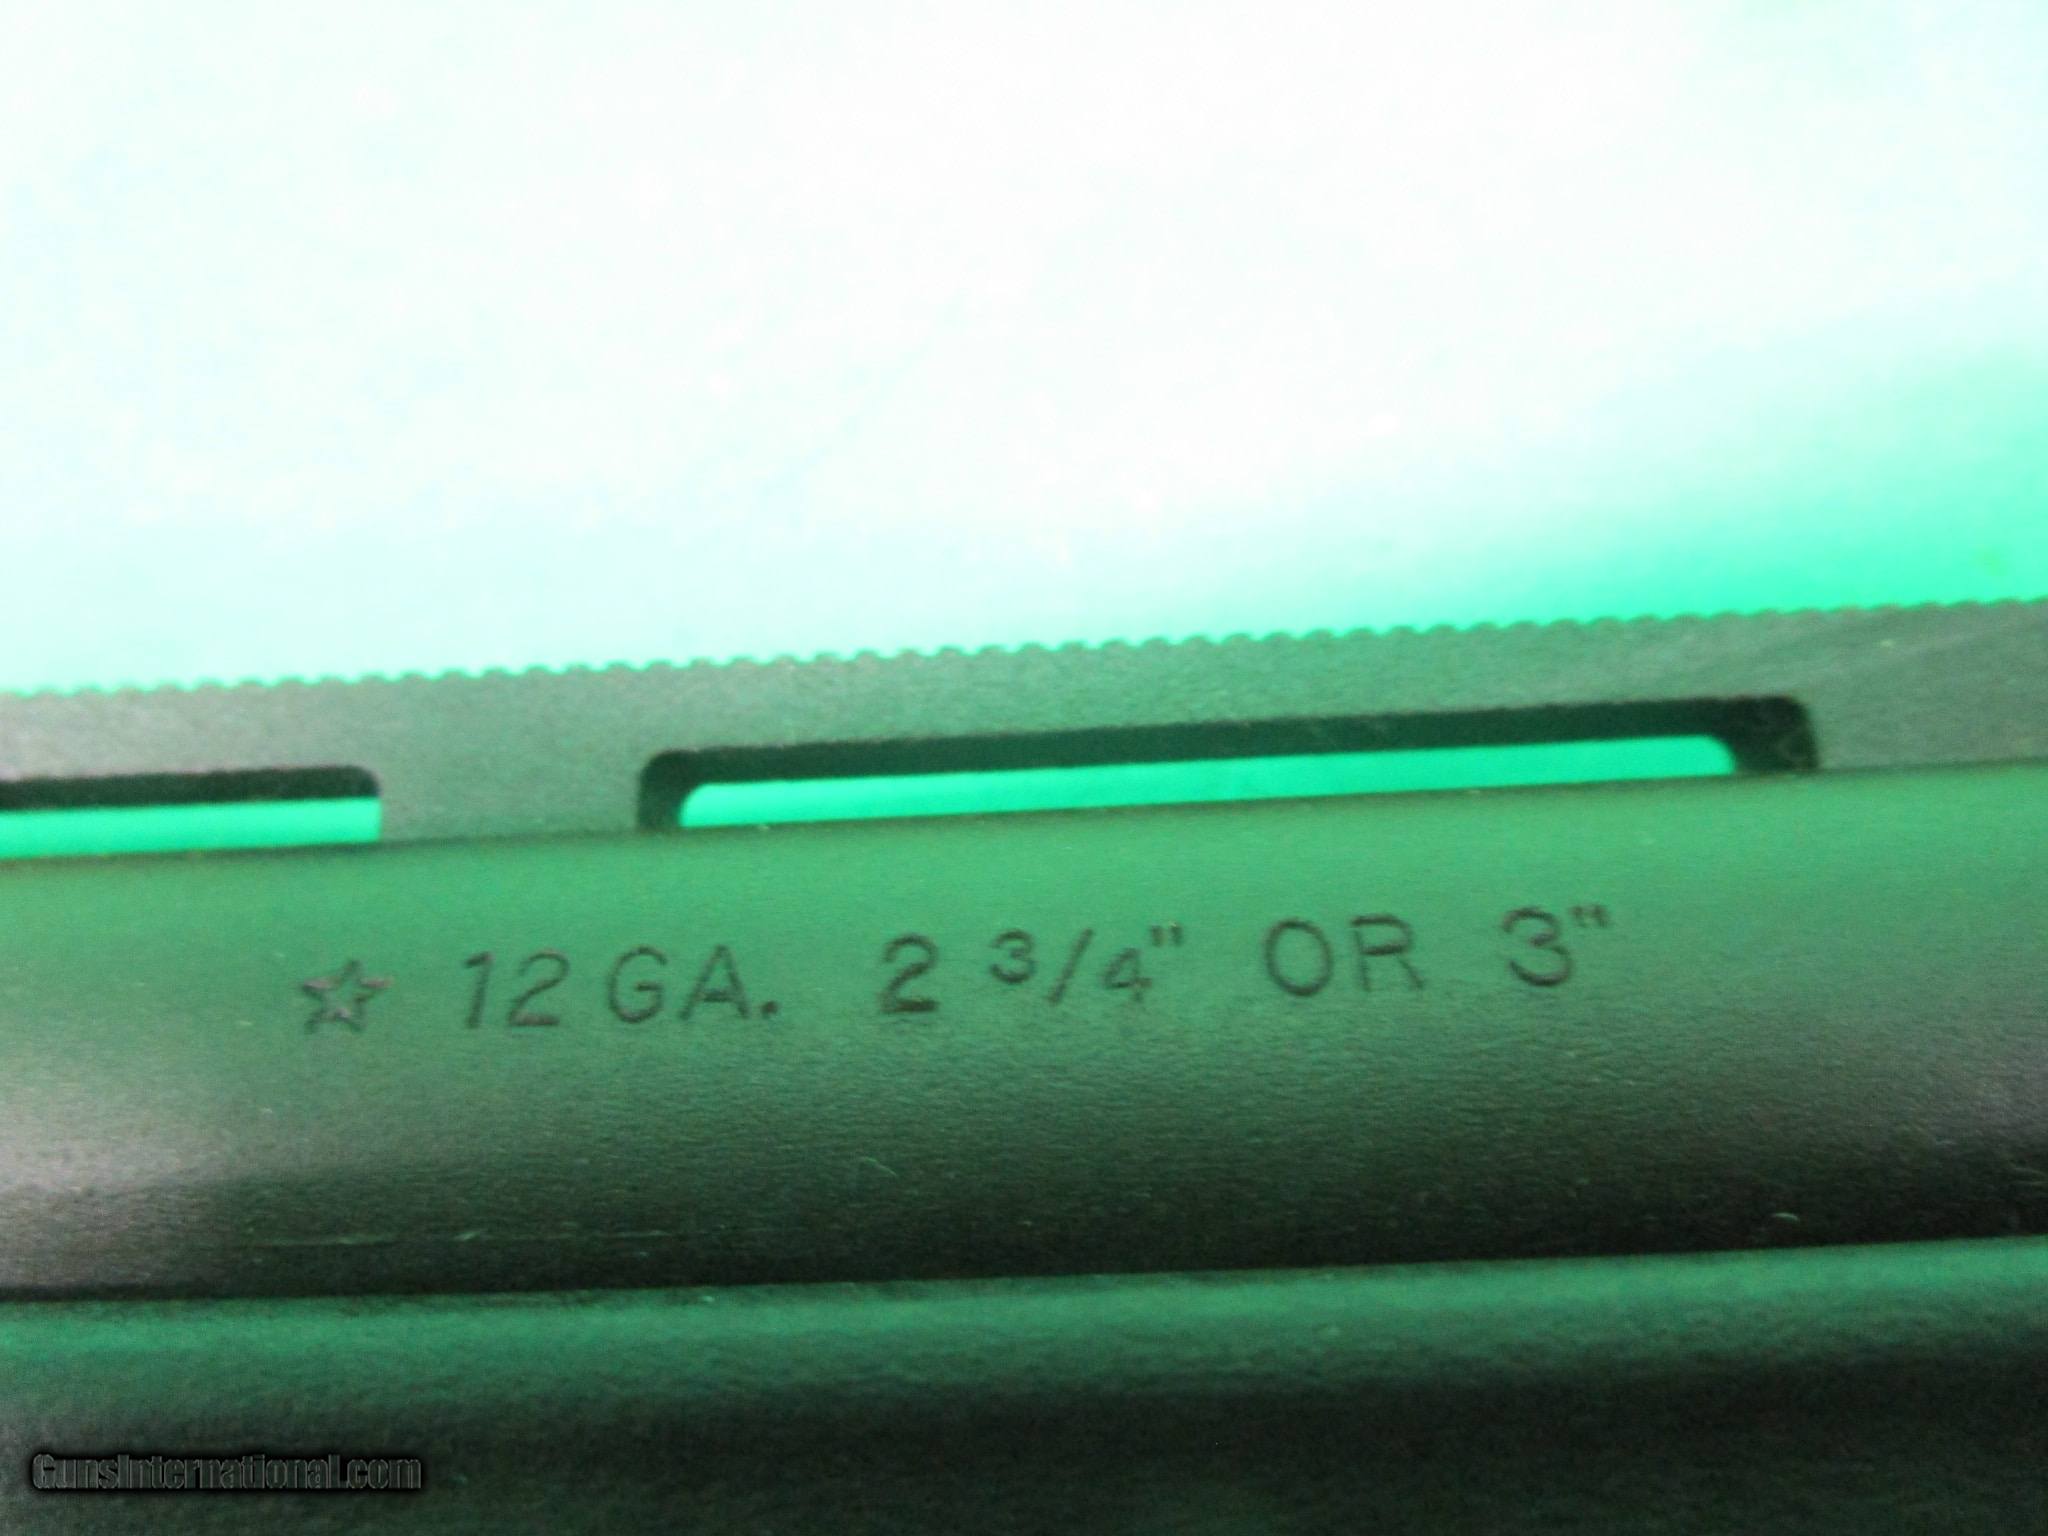 ☆ 12 GA. 2 3/4" OR 3"
GunsInternational.com